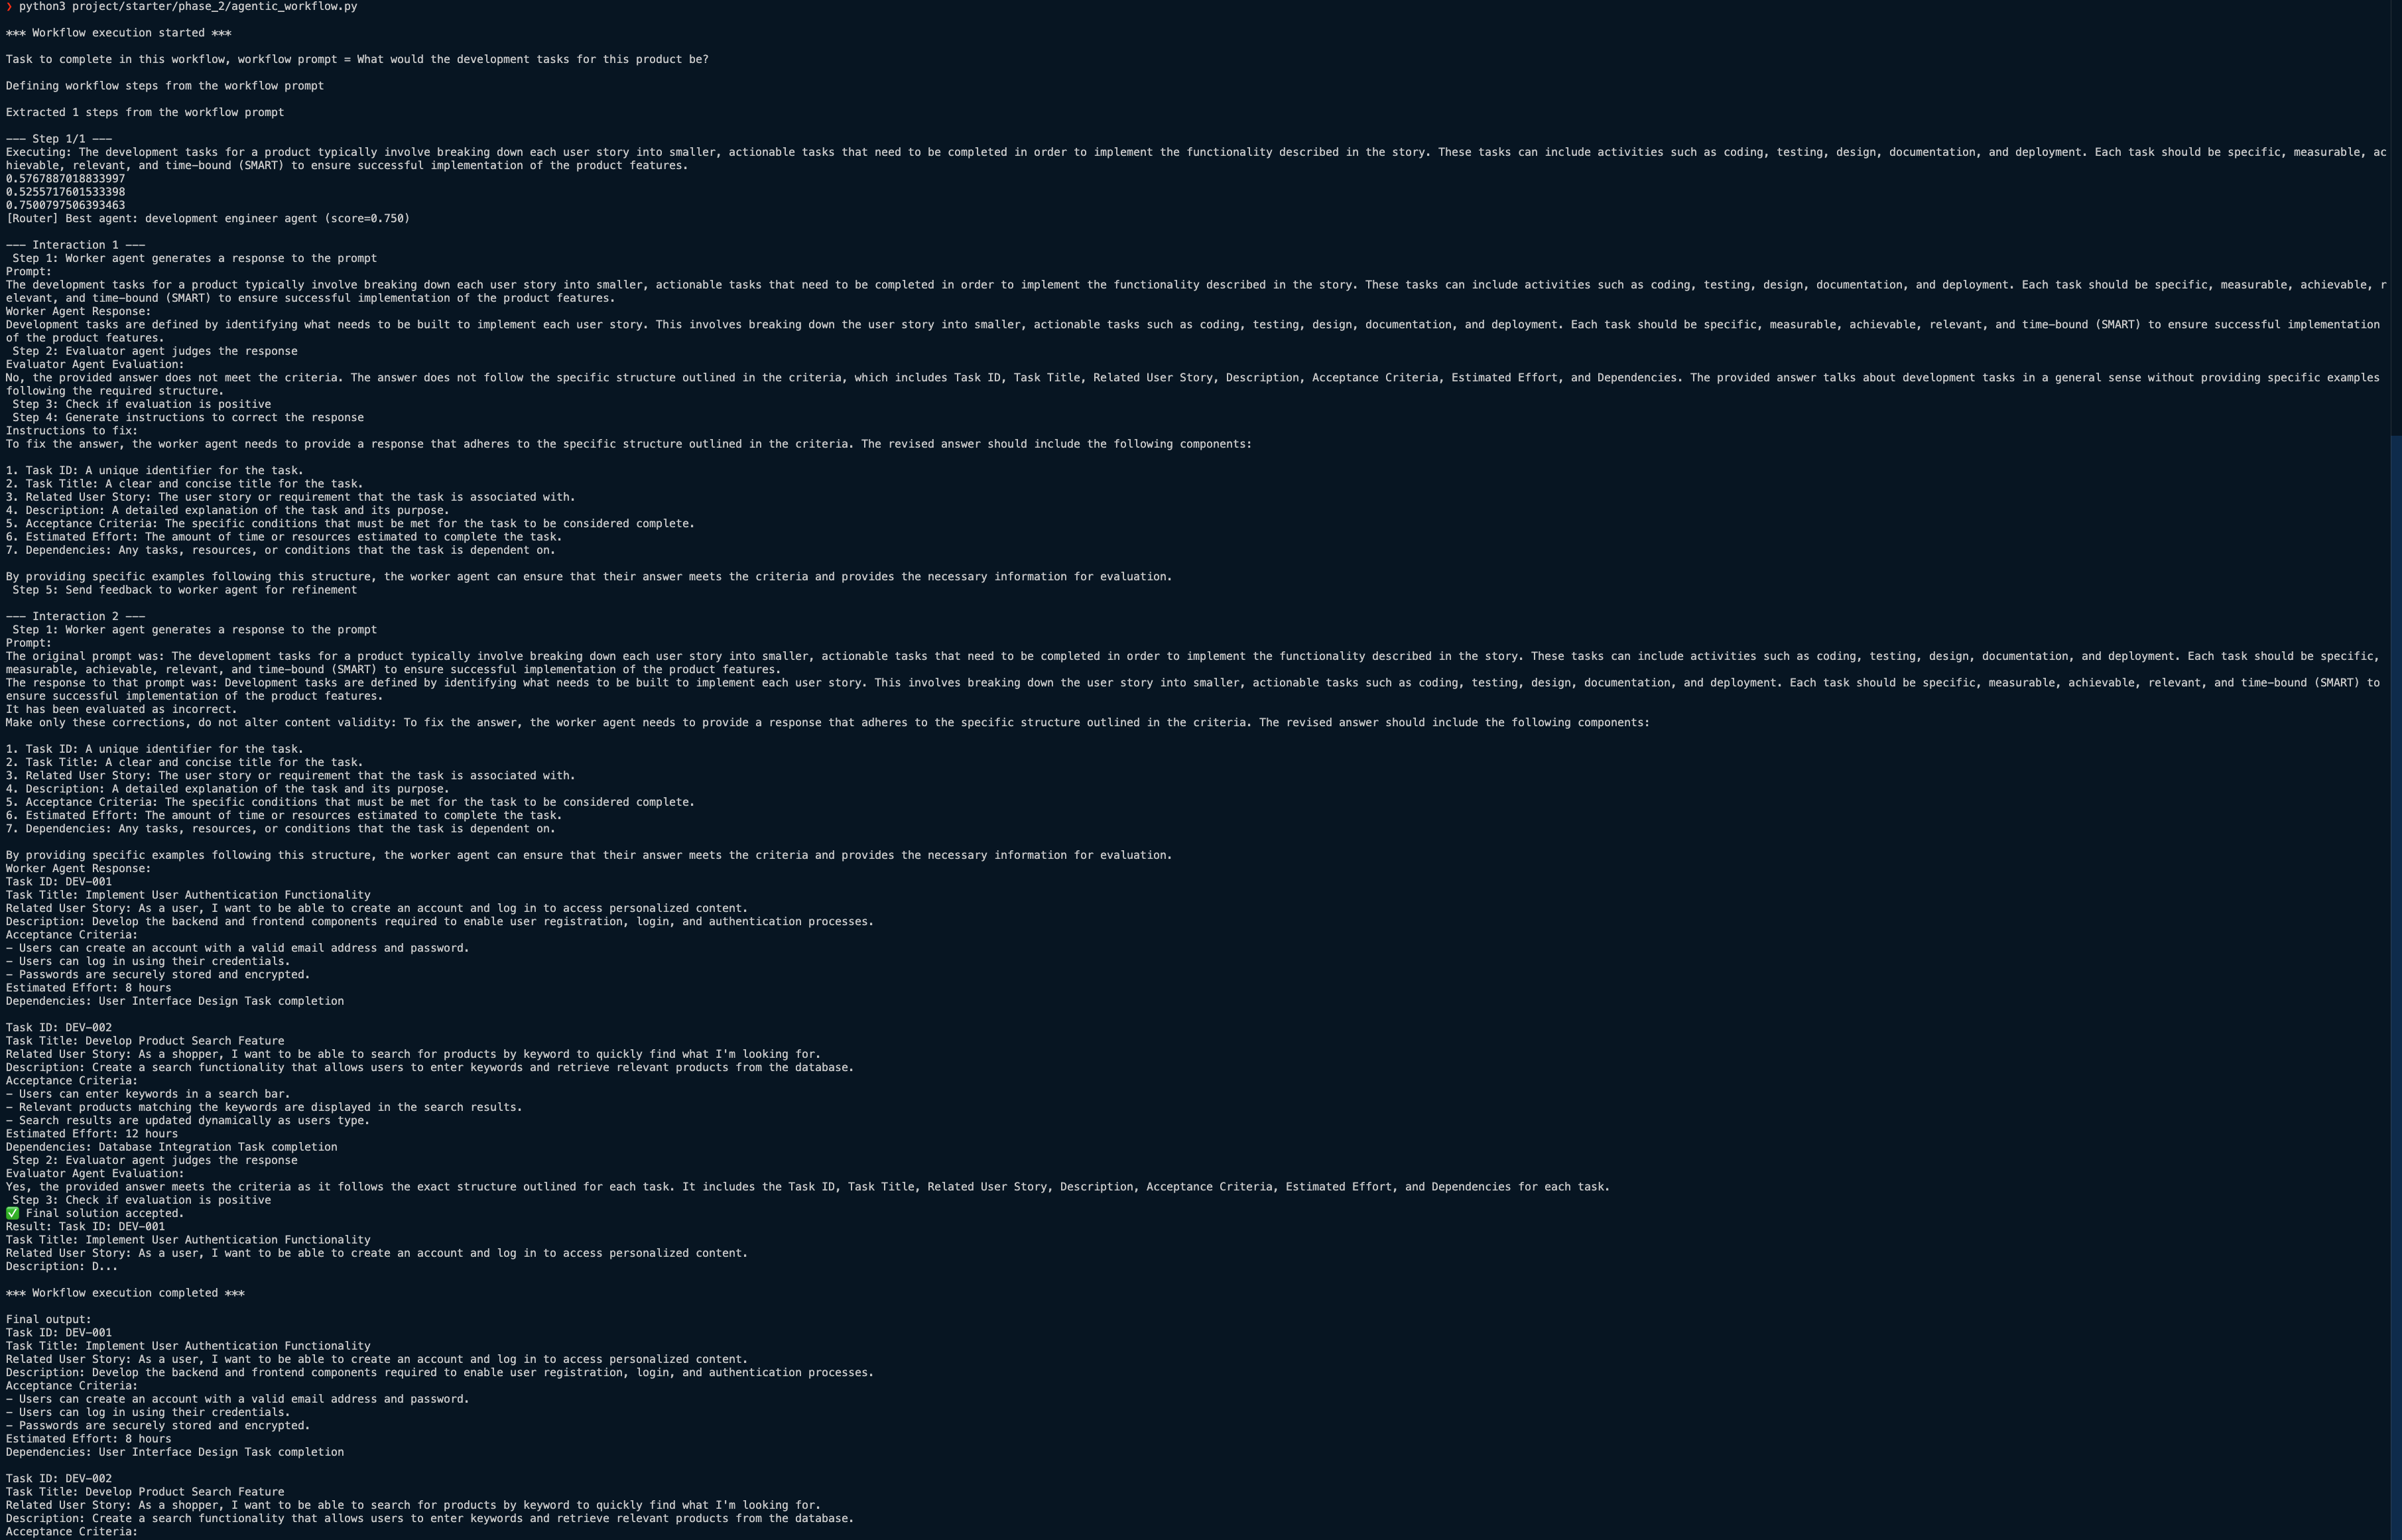 ❯ python3 project/starter/phase_2/agentic_workflow.py
*** Workflow execution started ***
Task to complete in this workflow, workflow prompt = What would the development tasks for this product be?
Defining workflow steps from the workflow prompt
Extracted 1 steps from the workflow prompt
--- Step 1/1 ---
Executing: The development tasks for a product typically involve breaking down each user story into smaller, actionable tasks that need to be completed in order to implement the functionality described in the story. These tasks can include activities such as coding, testing, design, documentation, and deployment. Each task should be specific, measurable, ac
hievable, relevant, and time-bound (SMART) to ensure successful implementation of the product features.
0.5767887018833997
0.5255717601533398
0.7500797506393463
[Router] Best agent: development engineer agent (score=0.750)
--- Interaction 1 ---
Step 1: Worker agent generates a response to the prompt
Prompt:
The development tasks for a product typically involve breaking down each user story into smaller, actionable tasks that need to be completed in order to implement the functionality described in the story. These tasks can include activities such as coding, testing, design, documentation, and deployment. Each task should be specific, measurable, achievable, r
elevant, and time-bound (SMART) to ensure successful implementation of the product features.
Worker Agent Response:
Development tasks are defined by identifying what needs to be built to implement each user story. This involves breaking down the user story into smaller, actionable tasks such as coding, testing, design, documentation, and deployment. Each task should be specific, measurable, achievable, relevant, and time-bound (SMART) to ensure successful implementation
of the product features.
Step 2: Evaluator agent judges the response
Evaluator Agent Evaluation:
No, the provided answer does not meet the criteria. The answer does not follow the specific structure outlined in the criteria, which includes Task ID, Task Title, Related User Story, Description, Acceptance Criteria, Estimated Effort, and Dependencies. The provided answer talks about development tasks in a general sense without providing specific examples
following the required structure.
Step 3: Check if evaluation is positive
Step 4: Generate instructions to correct the response
Instructions to fix:
To fix the answer, the worker agent needs to provide a response that adheres to the specific structure outlined in the criteria. The revised answer should include the following components:
1. Task ID: A unique identifier for the task.
2. Task Title: A clear and concise title for the task.
3. Related User Story: The user story or requirement that the task is associated with.
4. Description: A detailed explanation of the task and its purpose.
5. Acceptance Criteria: The specific conditions that must be met for the task to be considered complete.
6. Estimated Effort: The amount of time or resources estimated to complete the task.
7. Dependencies: Any tasks, resources, or conditions that the task is dependent on.
By providing specific examples following this structure, the worker agent can ensure that their answer meets the criteria and provides the necessary information for evaluation.
Step 5: Send feedback to worker agent for refinement
--- Interaction 2 ---
Step 1: Worker agent generates a response to the prompt
Prompt:
The original prompt was: The development tasks for a product typically involve breaking down each user story into smaller, actionable tasks that need to be completed in order to implement the functionality described in the story. These tasks can include activities such as coding, testing, design, documentation, and deployment. Each task should be specific,
measurable, achievable, relevant, and time-bound (SMART) to ensure successful implementation of the product features.
The response to that prompt was: Development tasks are defined by identifying what needs to be built to implement each user story. This involves breaking down the user story into smaller, actionable tasks such as coding, testing, design, documentation, and deployment. Each task should be specific, measurable, achievable, relevant, and time-bound (SMART) to
ensure successful implementation of the product features.
It has been evaluated as incorrect.
Make only these corrections, do not alter content validity: To fix the answer, the worker agent needs to provide a response that adheres to the specific structure outlined in the criteria. The revised answer should include the following components:
1. Task ID: A unique identifier for the task.
2. Task Title: A clear and concise title for the task.
3. Related User Story: The user story or requirement that the task is associated with.
4. Description: A detailed explanation of the task and its purpose.
5. Acceptance Criteria: The specific conditions that must be met for the task to be considered complete.
6. Estimated Effort: The amount of time or resources estimated to complete the task.
7. Dependencies: Any tasks, resources, or conditions that the task is dependent on.
By providing specific examples following this structure, the worker agent can ensure that their answer meets the criteria and provides the necessary information for evaluation.
Worker Agent Response:
Task ID: DEV-001
Task Title: Implement User Authentication Functionality
Related User Story: As a user, I want to be able to create an account and log in to access personalized content.
Description: Develop the backend and frontend components required to enable user registration, login, and authentication processes.
Acceptance Criteria:
- Users can create an account with a valid email address and password.
- Users can log in using their credentials.
- Passwords are securely stored and encrypted.
Estimated Effort: 8 hours
Dependencies: User Interface Design Task completion
Task ID: DEV-002
Task Title: Develop Product Search Feature
Related User Story: As a shopper, I want to be able to search for products by keyword to quickly find what I'm looking for.
Description: Create a search functionality that allows users to enter keywords and retrieve relevant products from the database.
Acceptance Criteria:
- Users can enter keywords in a search bar.
- Relevant products matching the keywords are displayed in the search results.
- Search results are updated dynamically as users type.
Estimated Effort: 12 hours
Dependencies: Database Integration Task completion
Step 2: Evaluator agent judges the response
Evaluator Agent Evaluation:
Yes, the provided answer meets the criteria as it follows the exact structure outlined for each task. It includes the Task ID, Task Title, Related User Story, Description, Acceptance Criteria, Estimated Effort, and Dependencies for each task.
Step 3: Check if evaluation is positive
✅ Final solution accepted.
Result: Task ID: DEV-001
Task Title: Implement User Authentication Functionality
Related User Story: As a user, I want to be able to create an account and log in to access personalized content.
Description: D...
*** Workflow execution completed ***
Final output:
Task ID: DEV-001
Task Title: Implement User Authentication Functionality
Related User Story: As a user, I want to be able to create an account and log in to access personalized content.
Description: Develop the backend and frontend components required to enable user registration, login, and authentication processes.
Acceptance Criteria:
- Users can create an account with a valid email address and password.
- Users can log in using their credentials.
- Passwords are securely stored and encrypted.
Estimated Effort: 8 hours
Dependencies: User Interface Design Task completion
Task ID: DEV-002
Task Title: Develop Product Search Feature
Related User Story: As a shopper, I want to be able to search for products by keyword to quickly find what I'm looking for.
Description: Create a search functionality that allows users to enter keywords and retrieve relevant products from the database.
Acceptance Criteria: